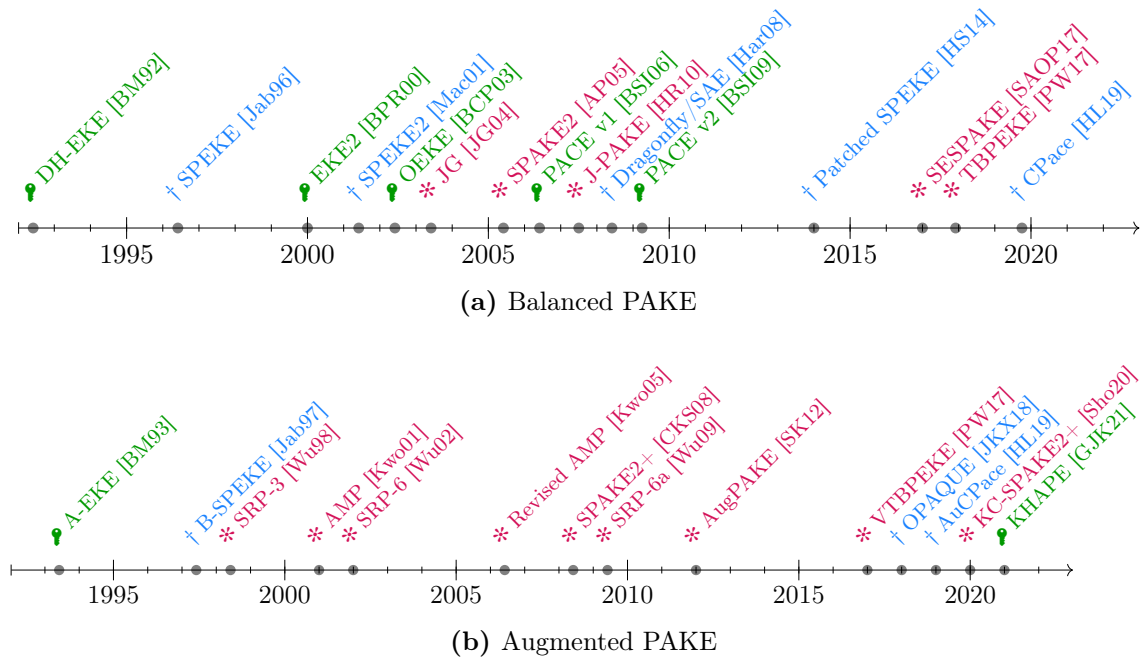 DH-EKE [BM92]
† SPEKE [Jab96]
EKE2 [BPR00]
† SPEKE2 [Mac01]
OEKE [BCP03]
* JG [JG04]
* SPAKE2 [AP05]
PACE v1 [BSI06]
* J-PAKE [HR10]
† Dragonfly/SAE [Har08]
PACE v2 [BSI09]
† Patched SPEKE [HS14]
* SESPAKE [SAOP17]
* TBPEKE [PW17]
† CPace [HL19]
1995 2000 2005 2010 2015 2020
(a) Balanced PAKE
A-EKE [BM93]
† B-SPEKE [Jab97]
* SRP-3 [Wu98]
* AMP [Kwo01]
* SRP-6 [Wu02]
* Revised AMP [Kwo05]
* SPAKE2+ [CKS08]
* SRP-6a [Wu09]
* AugPAKE [SK12]
* VTBPEKE [PW17]
† OPAQUE [JKX18]
† AuCPace [HL19]
* KC-SPAKE2+ [Sho20]
KHAPE [GJK21]
1995 2000 2005 2010 2015 2020
(b) Augmented PAKE